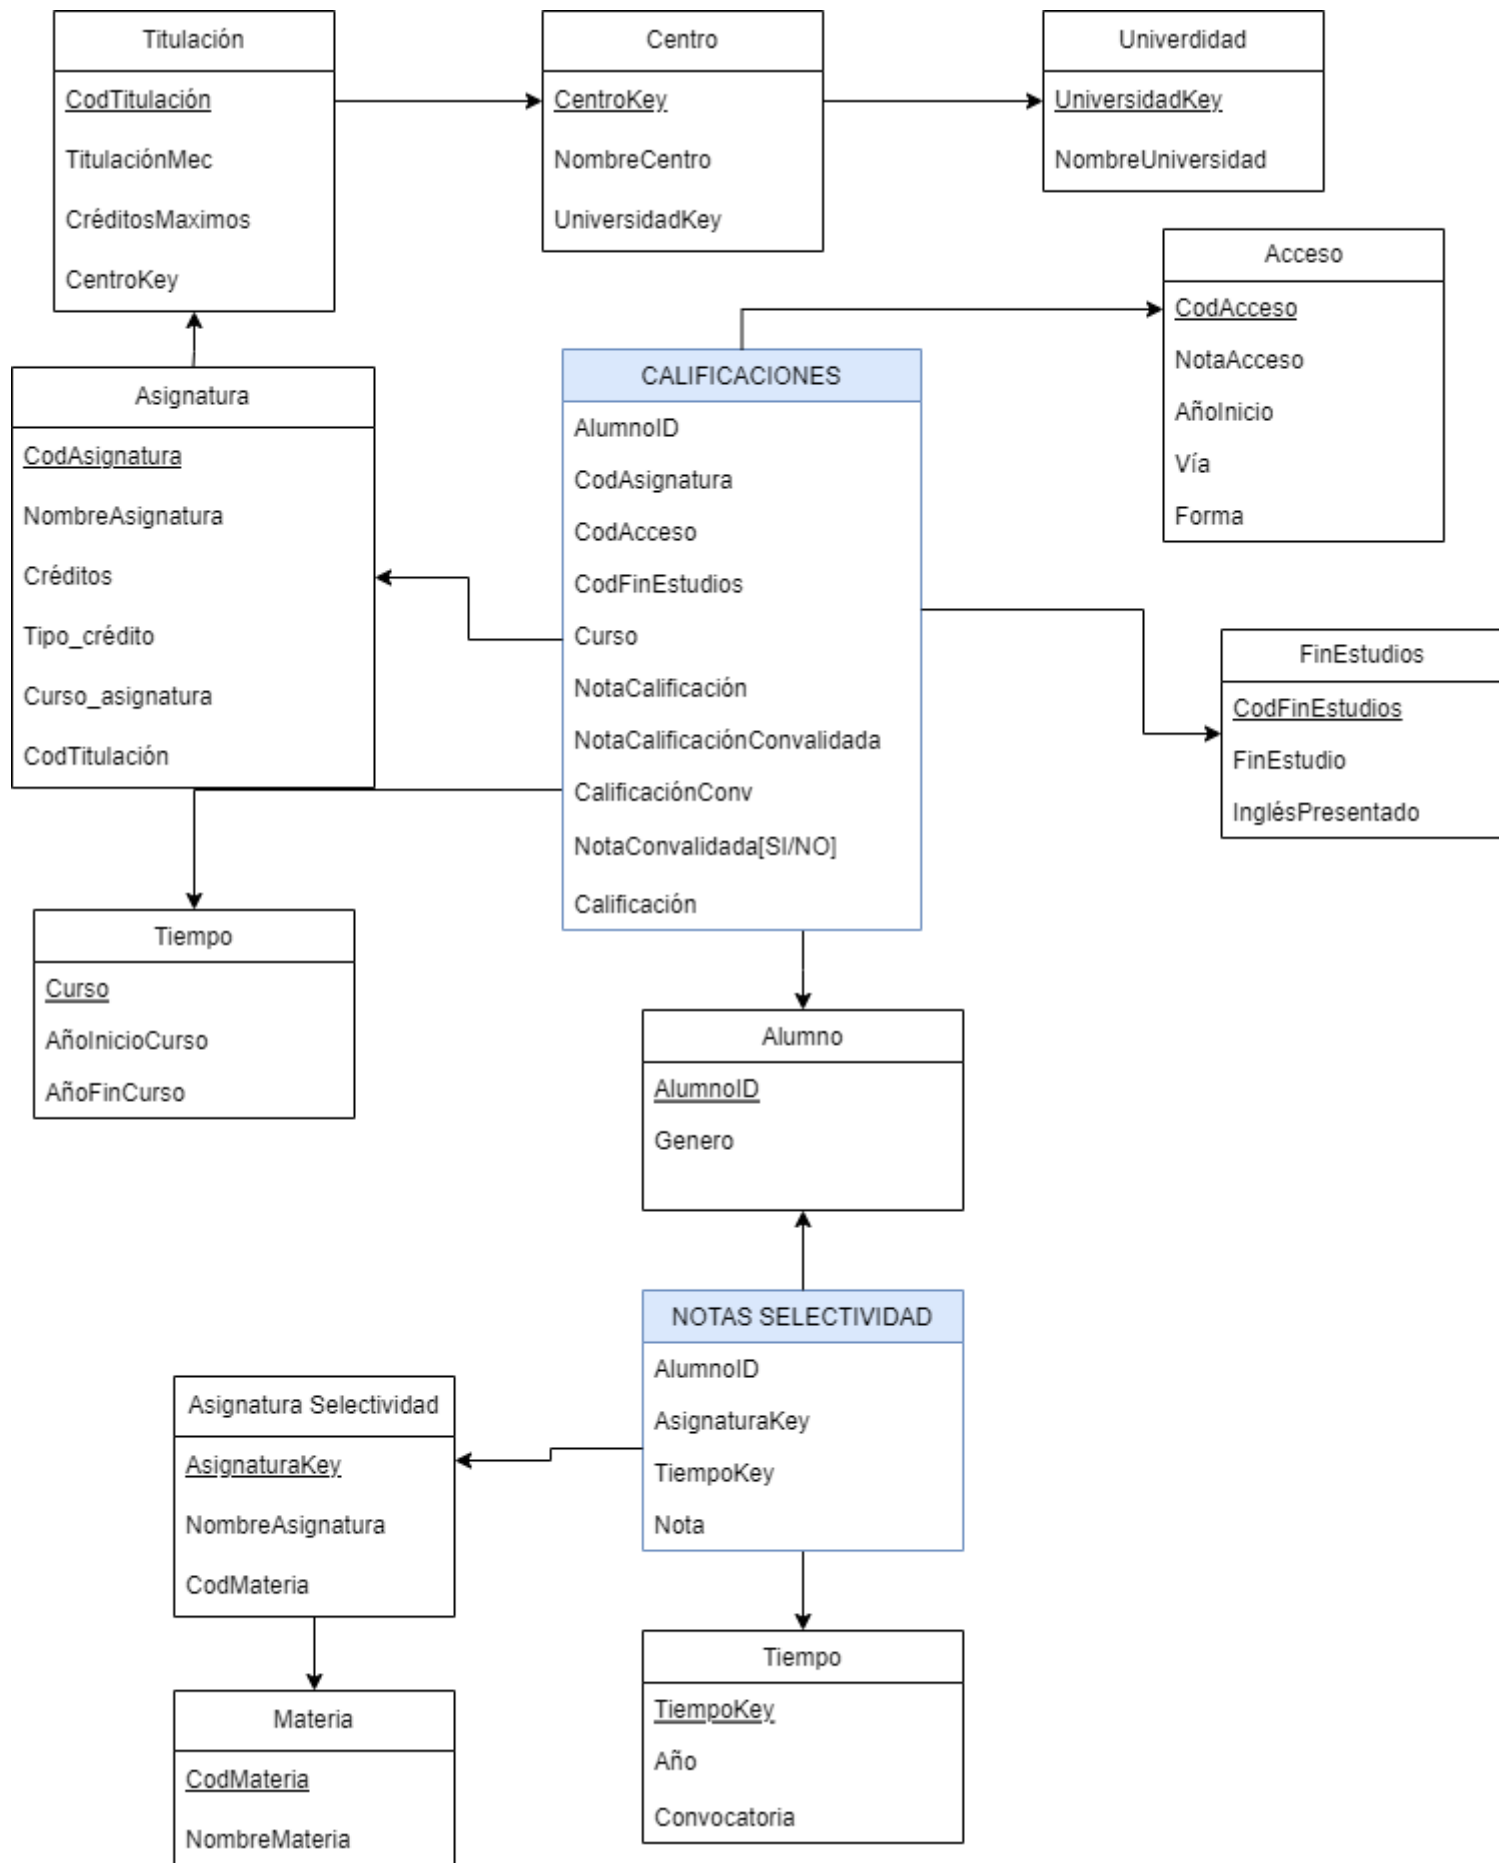 Titulación
CodTitulación
TitulaciónMec
CréditosMaximos
CentroKey
Centro
CentroKey
NombreCentro
UniversidadKey
Univerdidad
UniversidadKey
NombreUniversidad
Acceso
CodAcceso
NotaAcceso
AñoInicio
Vía
Forma
Asignatura
CodAsignatura
NombreAsignatura
Créditos
Tipo_crédito
Curso_asignatura
CodTitulación
CALIFICACIONES
AlumnoID
CodAsignatura
CodAcceso
CodFinEstudios
Curso
NotaCalificación
NotaCalificaciónConvalidada
CalificaciónConv
NotaConvalidada[SI/NO]
Calificación
FinEstudios
CodFinEstudios
FinEstudio
InglésPresentado
Tiempo
Curso
AñoInicioCurso
AñoFinCurso
Alumno
AlumnoID
Genero
NOTAS SELECTIVIDAD
AlumnoID
AsignaturaKey
TiempoKey
Nota
Asignatura Selectividad
AsignaturaKey
NombreAsignatura
CodMateria
Materia
CodMateria
NombreMateria
Tiempo
TiempoKey
Año
Convocatoria